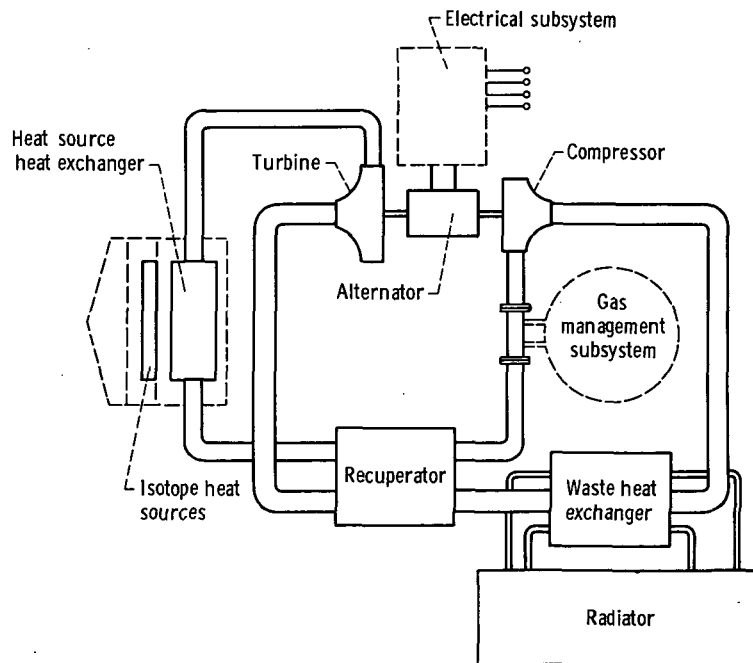 Electrical subsystem
Heat source
heat exchanger
Turbine
Compressor
Alternator
Gas
management
subsystem
Recuperator
Waste heat
exchanger
Isotope heat
sources
Radiator